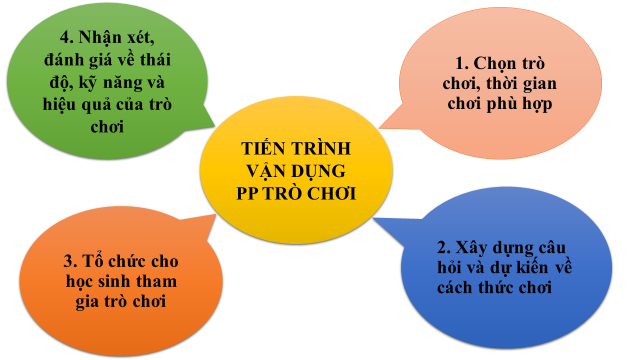 TIẾN TRÌNH
VẬN DỤNG
PP TRÒ CHƠI
1. Chọn trò
chơi, thời gian
chơi phù hợp
2. Xây dựng câu
hỏi và dự kiến về
cách thức chơi
3. Tổ chức cho
học sinh tham
gia trò chơi
4. Nhận xét,
đánh giá về thái
độ, kỹ năng và
hiệu quả của trò
chơi